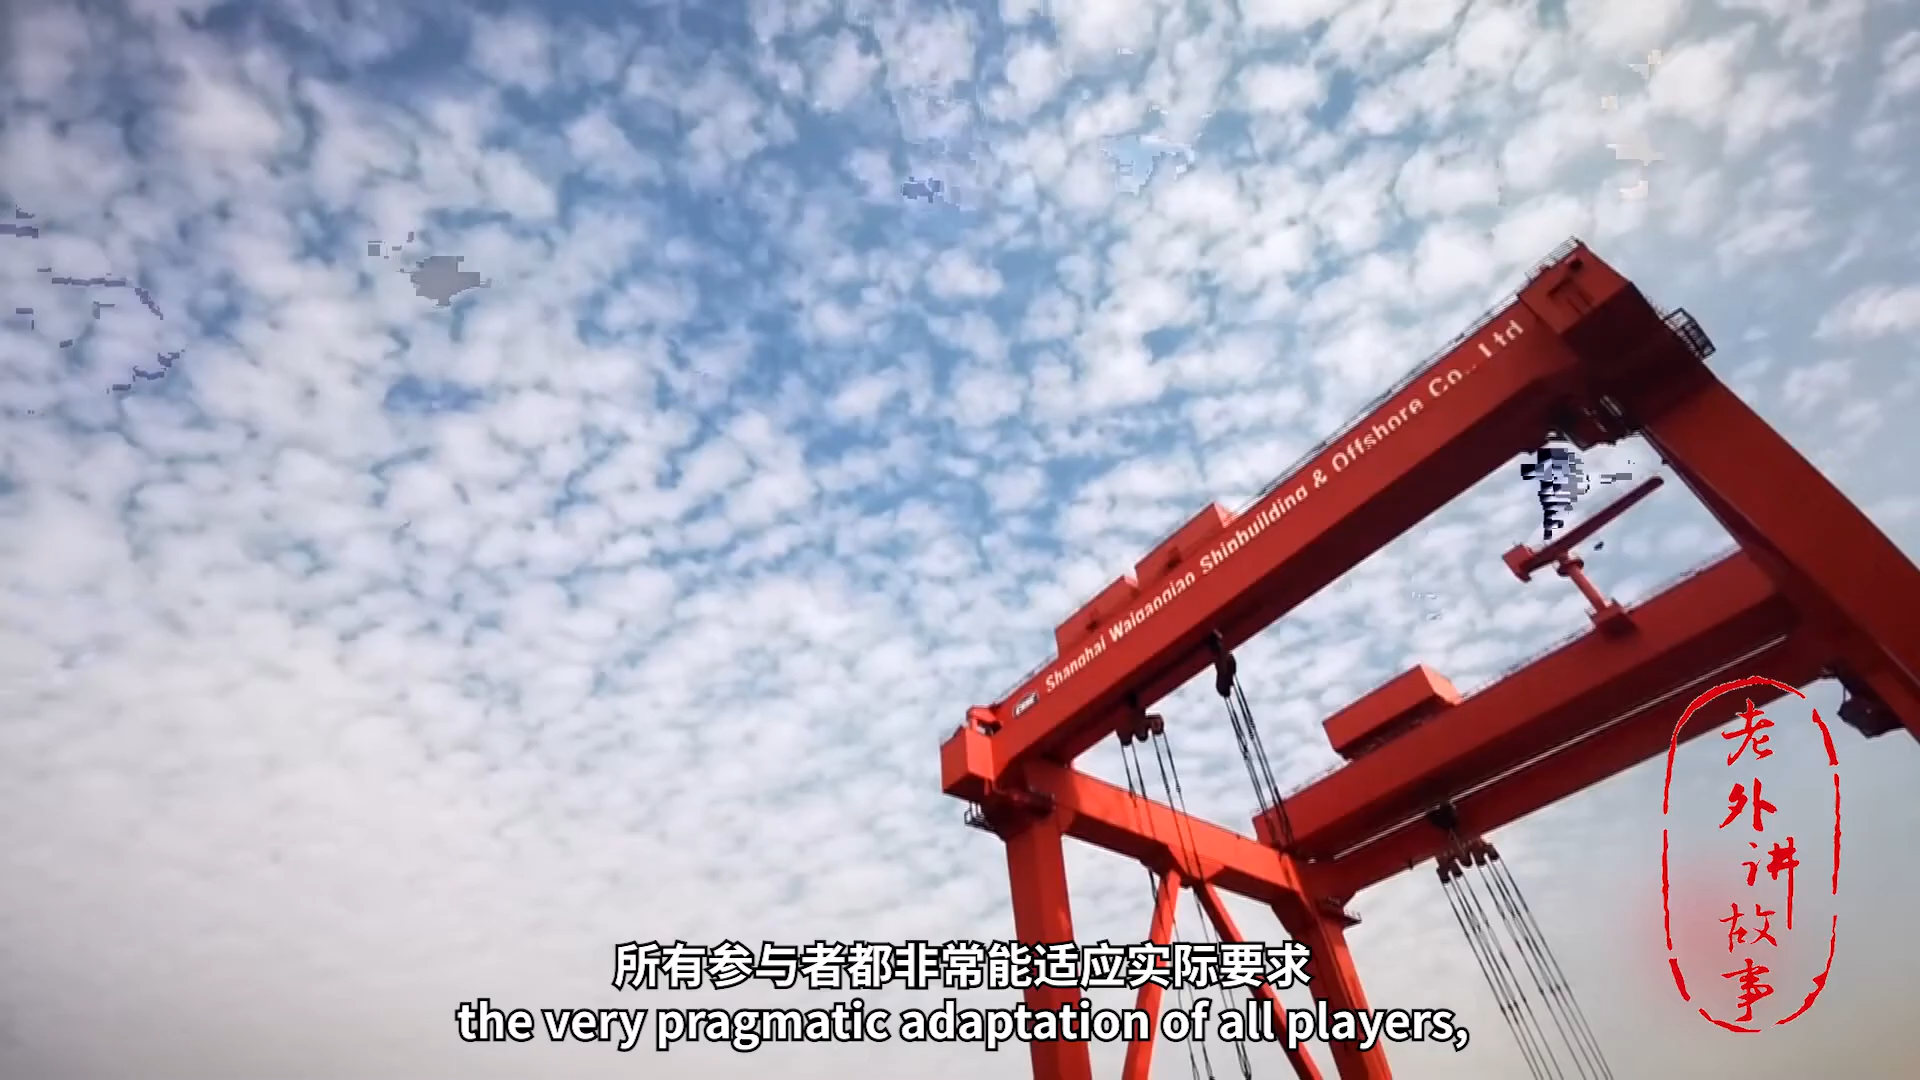 Shanghai Waigaoqiao Shipbuilding & Offshore Co., Ltd
老外讲故事
所有参与者都非常能适应实际要求
the very pragmatic adaptation of all players,